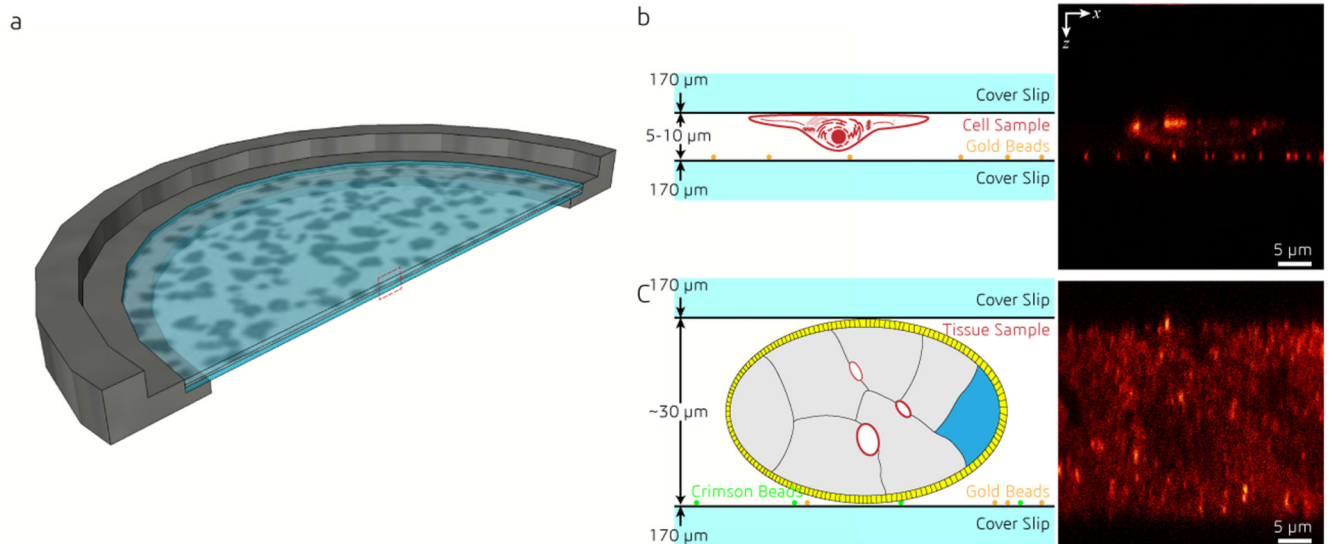 a
b
170 μm
Cover Slip
5-10 μm
Cell Sample
Gold Beads
170 μm
Cover Slip
x
z
5 μm
C
170 μm
Cover Slip
Tissue Sample
~30 μm
Crimson Beads
Gold Beads
170 μm
Cover Slip
5 μm